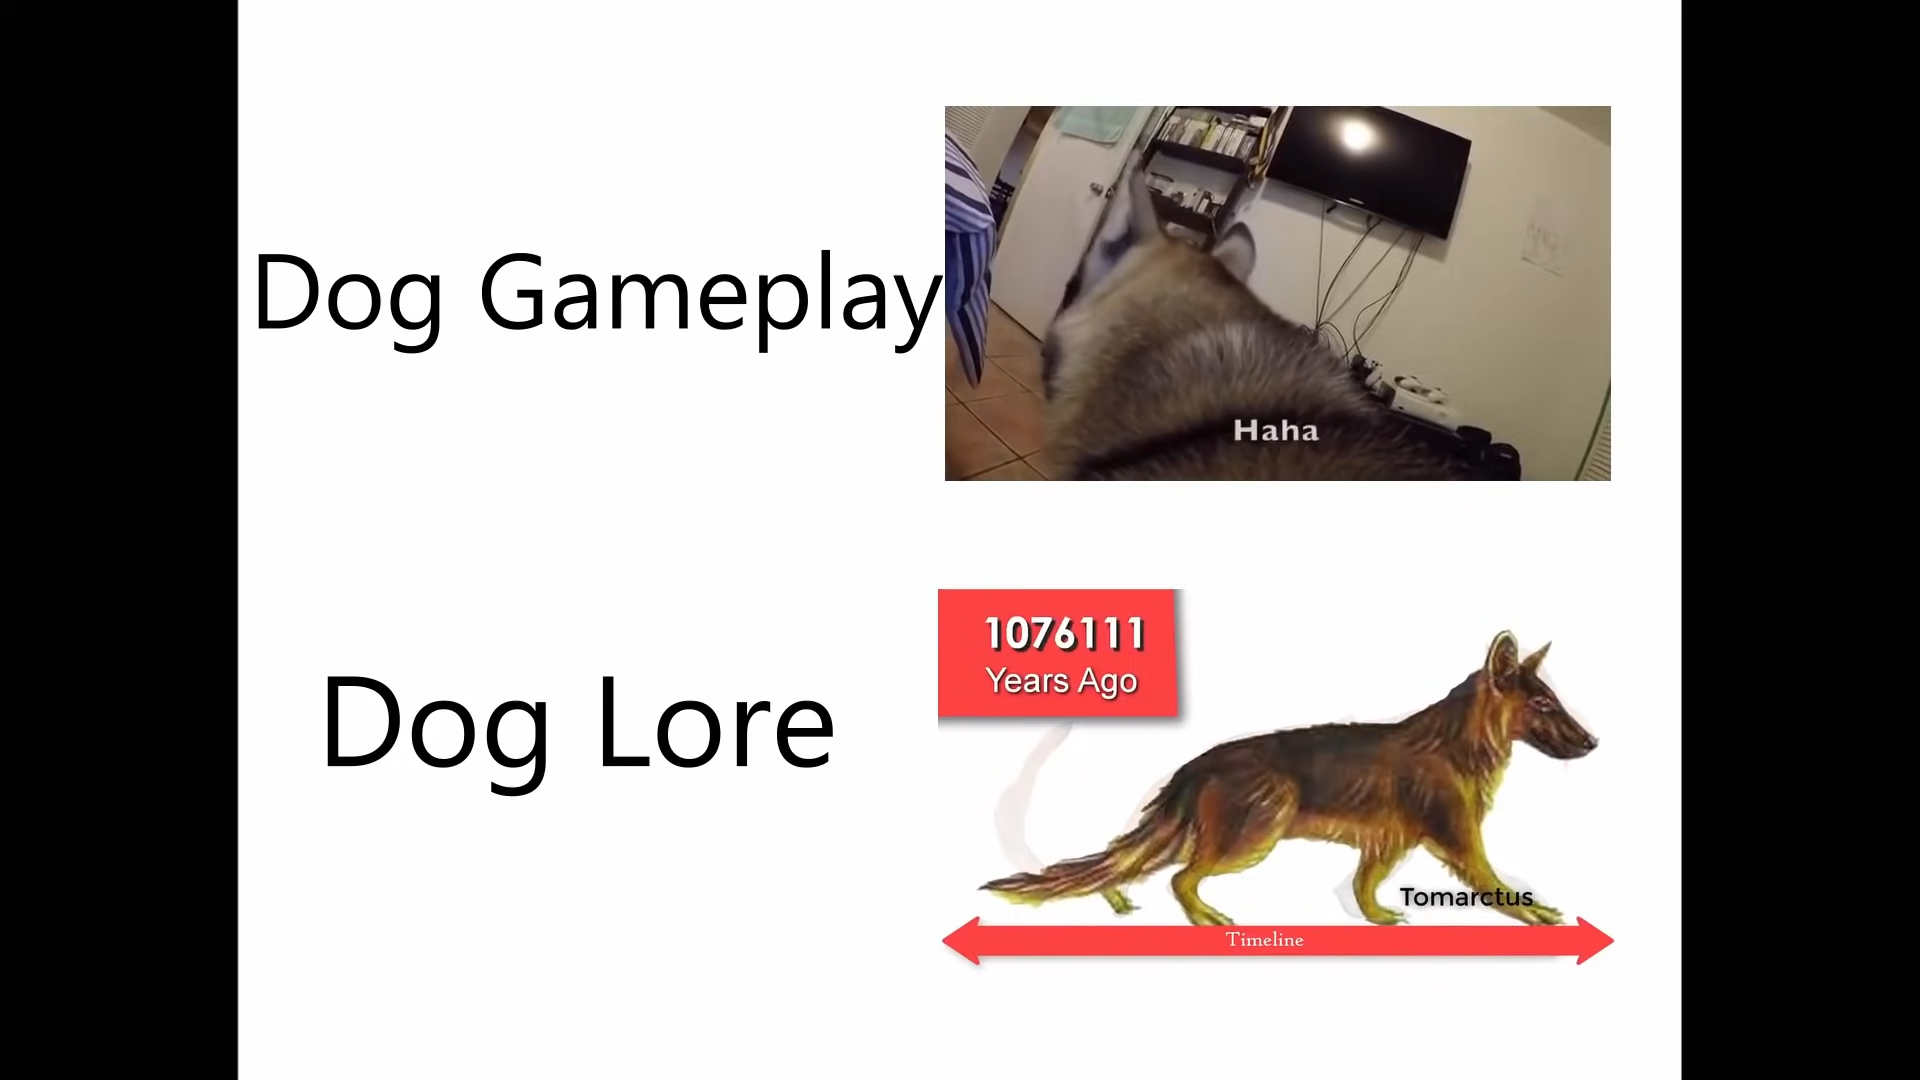 Dog Gameplay
Haha
Dog Lore
1076111
Years Ago
Tomarctus
Timeline